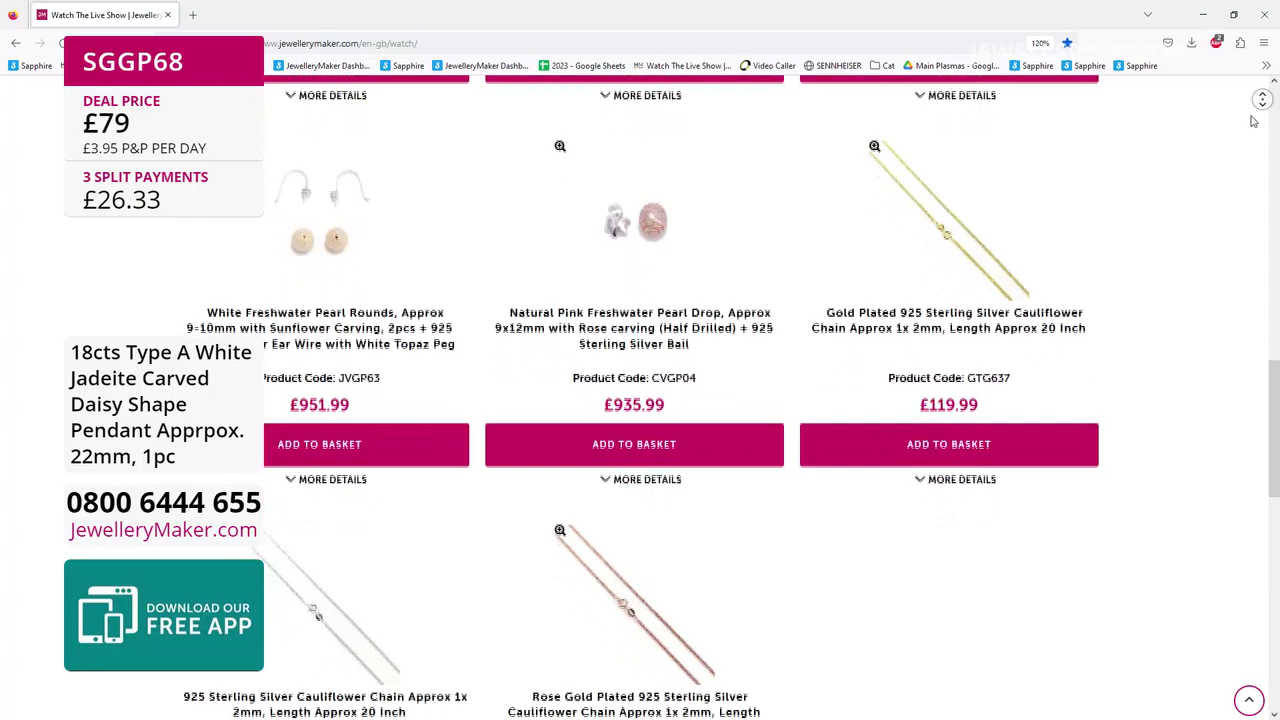 Watch The Live Show | Jeweller
ww.jewellerymaker.com/en-gb/watch/
120%
Sapphire
JewelleryMaker Dashb...
Sapphire
JewelleryMaker Dashb...
2023 - Google Sheets
Watch The Live Show |...
Video Caller
SENNHEISER
Cat
Main Plasmas - Googl...
Sapphire
Sapphire
Sapphire
SGGP68
DEAL PRICE
£79
£3.95 P&P PER DAY
3 SPLIT PAYMENTS
£26.33
MORE DETAILS
MORE DETAILS
MORE DETAILS
White Freshwater Pearl Rounds, Approx
9-10mm with Sunflower Carving, 2pcs + 925
r Ear Wire with White Topaz Peg
Product Code: JVGP63
£951.99
ADD TO BASKET
MORE DETAILS
Natural Pink Freshwater Pearl Drop, Approx
9x12mm with Rose carving (Half Drilled) + 925
Sterling Silver Bail
Product Code: CVGP04
£935.99
ADD TO BASKET
MORE DETAILS
Gold Plated 925 Sterling Silver Cauliflower
Chain Approx 1x 2mm, Length Approx 20 Inch
Product Code: GTG637
£119.99
ADD TO BASKET
MORE DETAILS
18cts Type A White
Jadeite Carved
Daisy Shape
Pendant Apprpox.
22mm, 1pc
0800 6444 655
JewelleryMaker.com
DOWNLOAD OUR
FREE APP
925 Sterling Silver Cauliflower Chain Approx 1x
2mm, Length Approx 20 Inch
Rose Gold Plated 925 Sterling Silver
Cauliflower Chain Approx 1x 2mm, Length